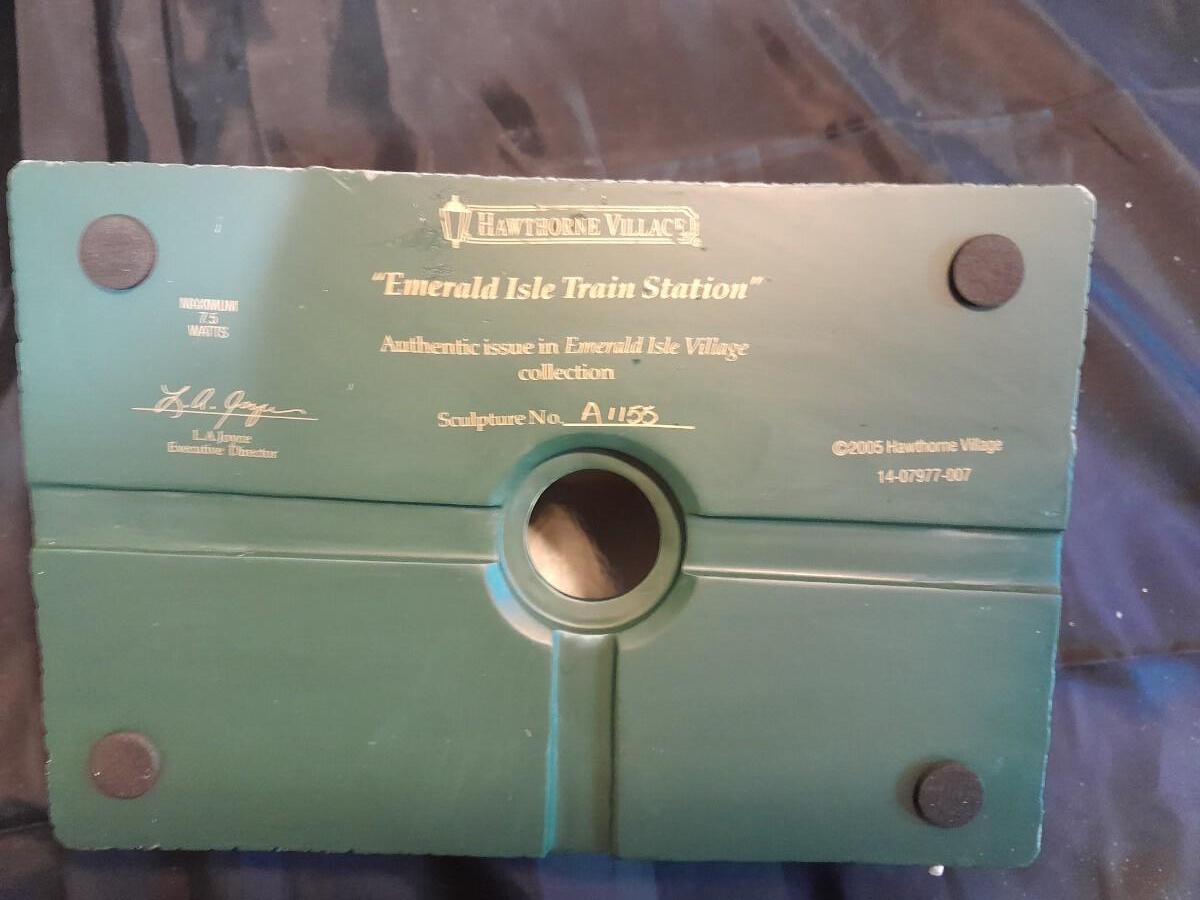 HAWTHORNE VILLAGE
"Emerald Isle Train Station"
MAXIMUM
7.5
WATTS
Authentic issue in Emerald Isle Village
collection
Sculpture No. A1155
L.A. Joyce
L.A. Joyce
Executive Director
©2005 Hawthorne Village
14-07977-007